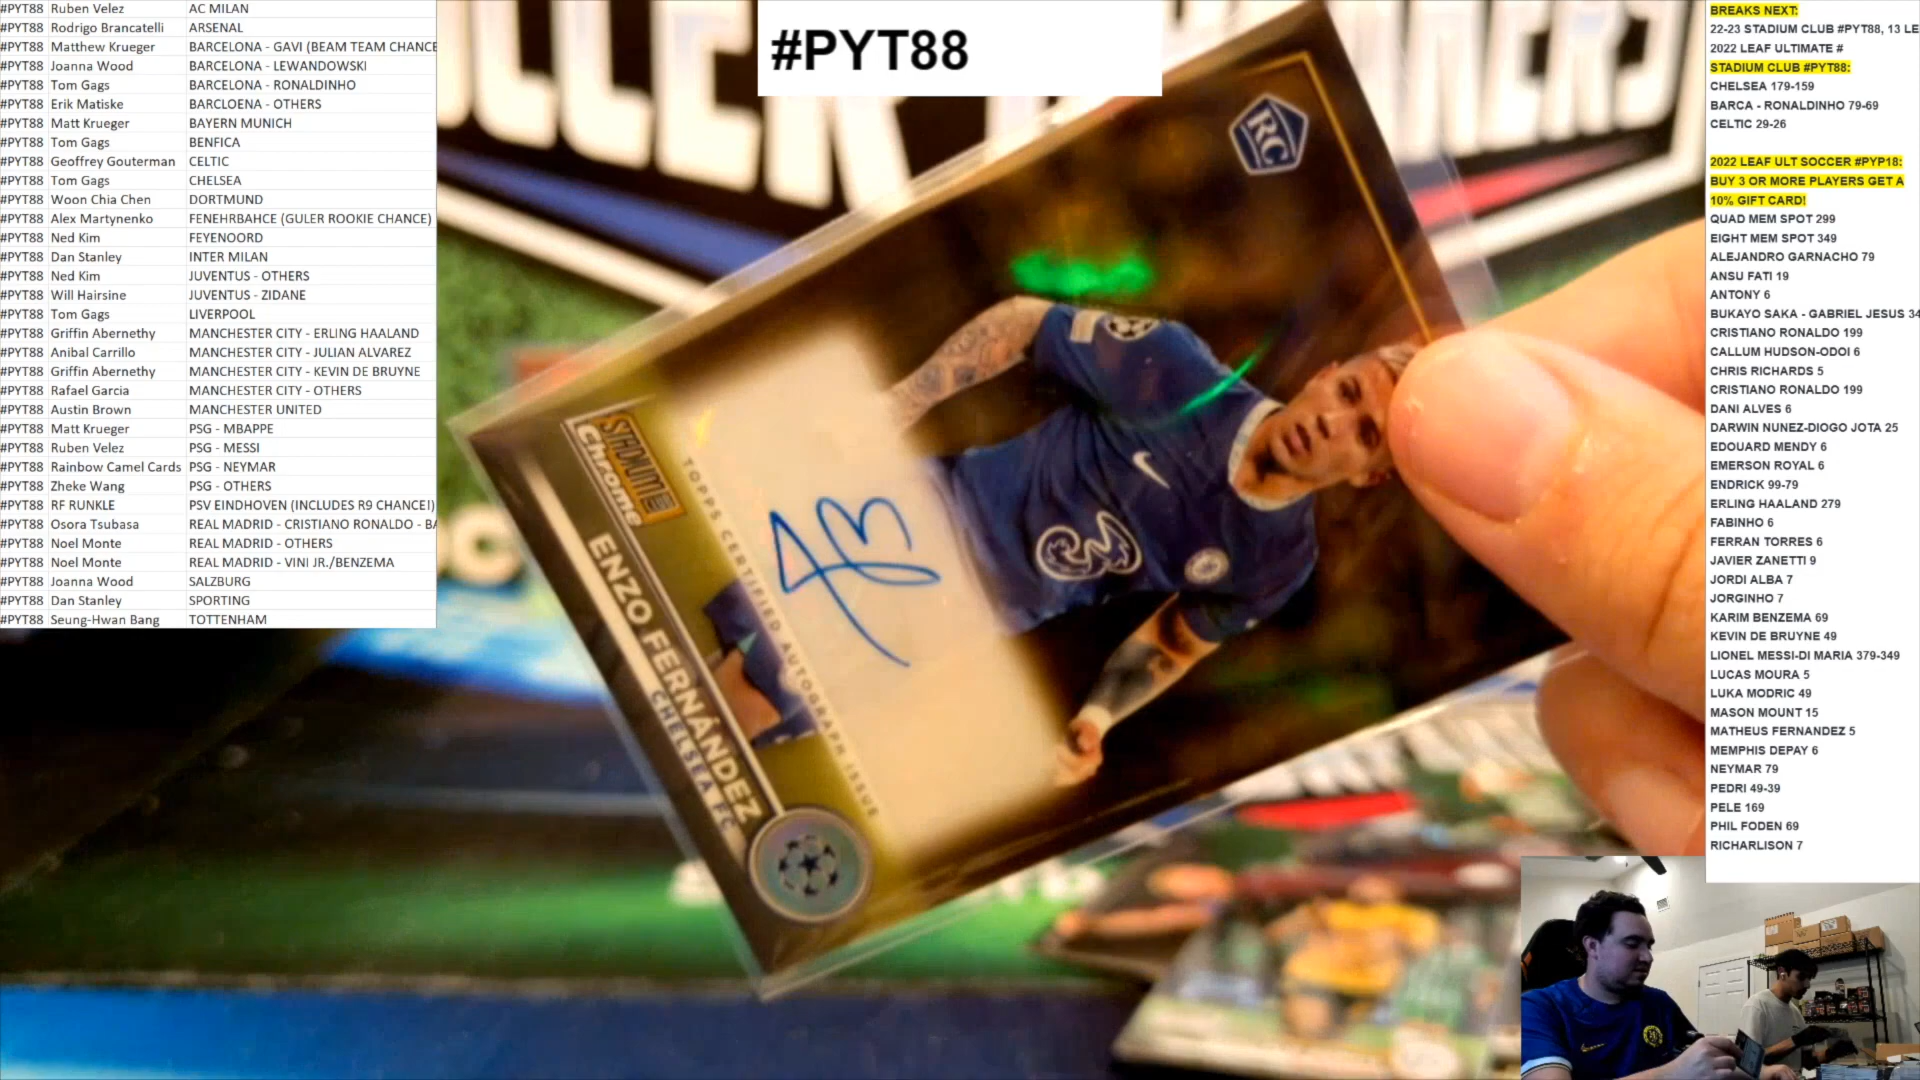 #PYT88 Ruben Velez AC MILAN
#PYT88 Rodrigo Brancatelli ARSENAL
#PYT88 Matthew Krueger BARCELONA - GAVI (BEAM TEAM CHANCE
#PYT88 Joanna Wood BARCELONA - LEWANDOWSKI
#PYT88 Tom Gags BARCELONA - RONALDINHO
#PYT88 Erik Matiske BARCLOENA - OTHERS
#PYT88 Matt Krueger BAYERN MUNICH
#PYT88 Tom Gags BENFICA
#PYT88 Geoffrey Gouterman CELTIC
#PYT88 Tom Gags CHELSEA
#PYT88 Woon Chia Chen DORTMUND
#PYT88 Alex Martynenko FENEHRBAHCE (GULER ROOKIE CHANCE)
#PYT88 Ned Kim FEYENOORD
#PYT88 Dan Stanley INTER MILAN
#PYT88 Ned Kim JUVENTUS - OTHERS
#PYT88 Will Hairsine JUVENTUS - ZIDANE
#PYT88 Tom Gags LIVERPOOL
#PYT88 Griffin Abernethy MANCHESTER CITY - ERLING HAALAND
#PYT88 Anibal Carrillo MANCHESTER CITY - JULIAN ALVAREZ
#PYT88 Griffin Abernethy MANCHESTER CITY - KEVIN DE BRUYNE
#PYT88 Rafael Garcia MANCHESTER CITY - OTHERS
#PYT88 Austin Brown MANCHESTER UNITED
#PYT88 Matt Krueger PSG - MBAPPE
#PYT88 Ruben Velez PSG - MESSI
#PYT88 Rainbow Camel Cards PSG - NEYMAR
#PYT88 Zheke Wang PSG - OTHERS
#PYT88 RF RUNKLE PSV EINDHOVEN (INCLUDES R9 CHANCE!)
#PYT88 Osora Tsubasa REAL MADRID - CRISTIANO RONALDO - BA
#PYT88 Noel Monte REAL MADRID - OTHERS
#PYT88 Noel Monte REAL MADRID - VINI JR./BENZEMA
#PYT88 Joanna Wood SALZBURG
#PYT88 Dan Stanley SPORTING
#PYT88 Seung-Hwan Bang TOTTENHAM
#PYT88
RC
STADIUM
Chrome
TOPPS CERTIFIED AUTOGRAPH ISSUE
ENZO FERNÁNDEZ
CHELSEA FC
BREAKS NEXT:
22-23 STADIUM CLUB #PYT88, 13 LE
2022 LEAF ULTIMATE #
STADIUM CLUB #PYT88:
CHELSEA 179-159
BARCA - RONALDINHO 79-69
CELTIC 29-26
2022 LEAF ULT SOCCER #PYP18:
BUY 3 OR MORE PLAYERS GET A
10% GIFT CARD!
QUAD MEM SPOT 299
EIGHT MEM SPOT 349
ALEJANDRO GARNACHO 79
ANSU FATI 19
ANTONY 6
BUKAYO SAKA - GABRIEL JESUS 34
CRISTIANO RONALDO 199
CALLUM HUDSON-ODOI 6
CHRIS RICHARDS 5
CRISTIANO RONALDO 199
DANI ALVES 6
DARWIN NUNEZ-DIOGO JOTA 25
EDOUARD MENDY 6
EMERSON ROYAL 6
ENDRICK 99-79
ERLING HAALAND 279
FABINHO 6
FERRAN TORRES 6
JAVIER ZANETTI 9
JORDI ALBA 7
JORGINHO 7
KARIM BENZEMA 69
KEVIN DE BRUYNE 49
LIONEL MESSI-DI MARIA 379-349
LUCAS MOURA 5
LUKA MODRIC 49
MASON MOUNT 15
MATHEUS FERNANDEZ 5
MEMPHIS DEPAY 6
NEYMAR 79
PEDRI 49-39
PELE 169
PHIL FODEN 69
RICHARLISON 7